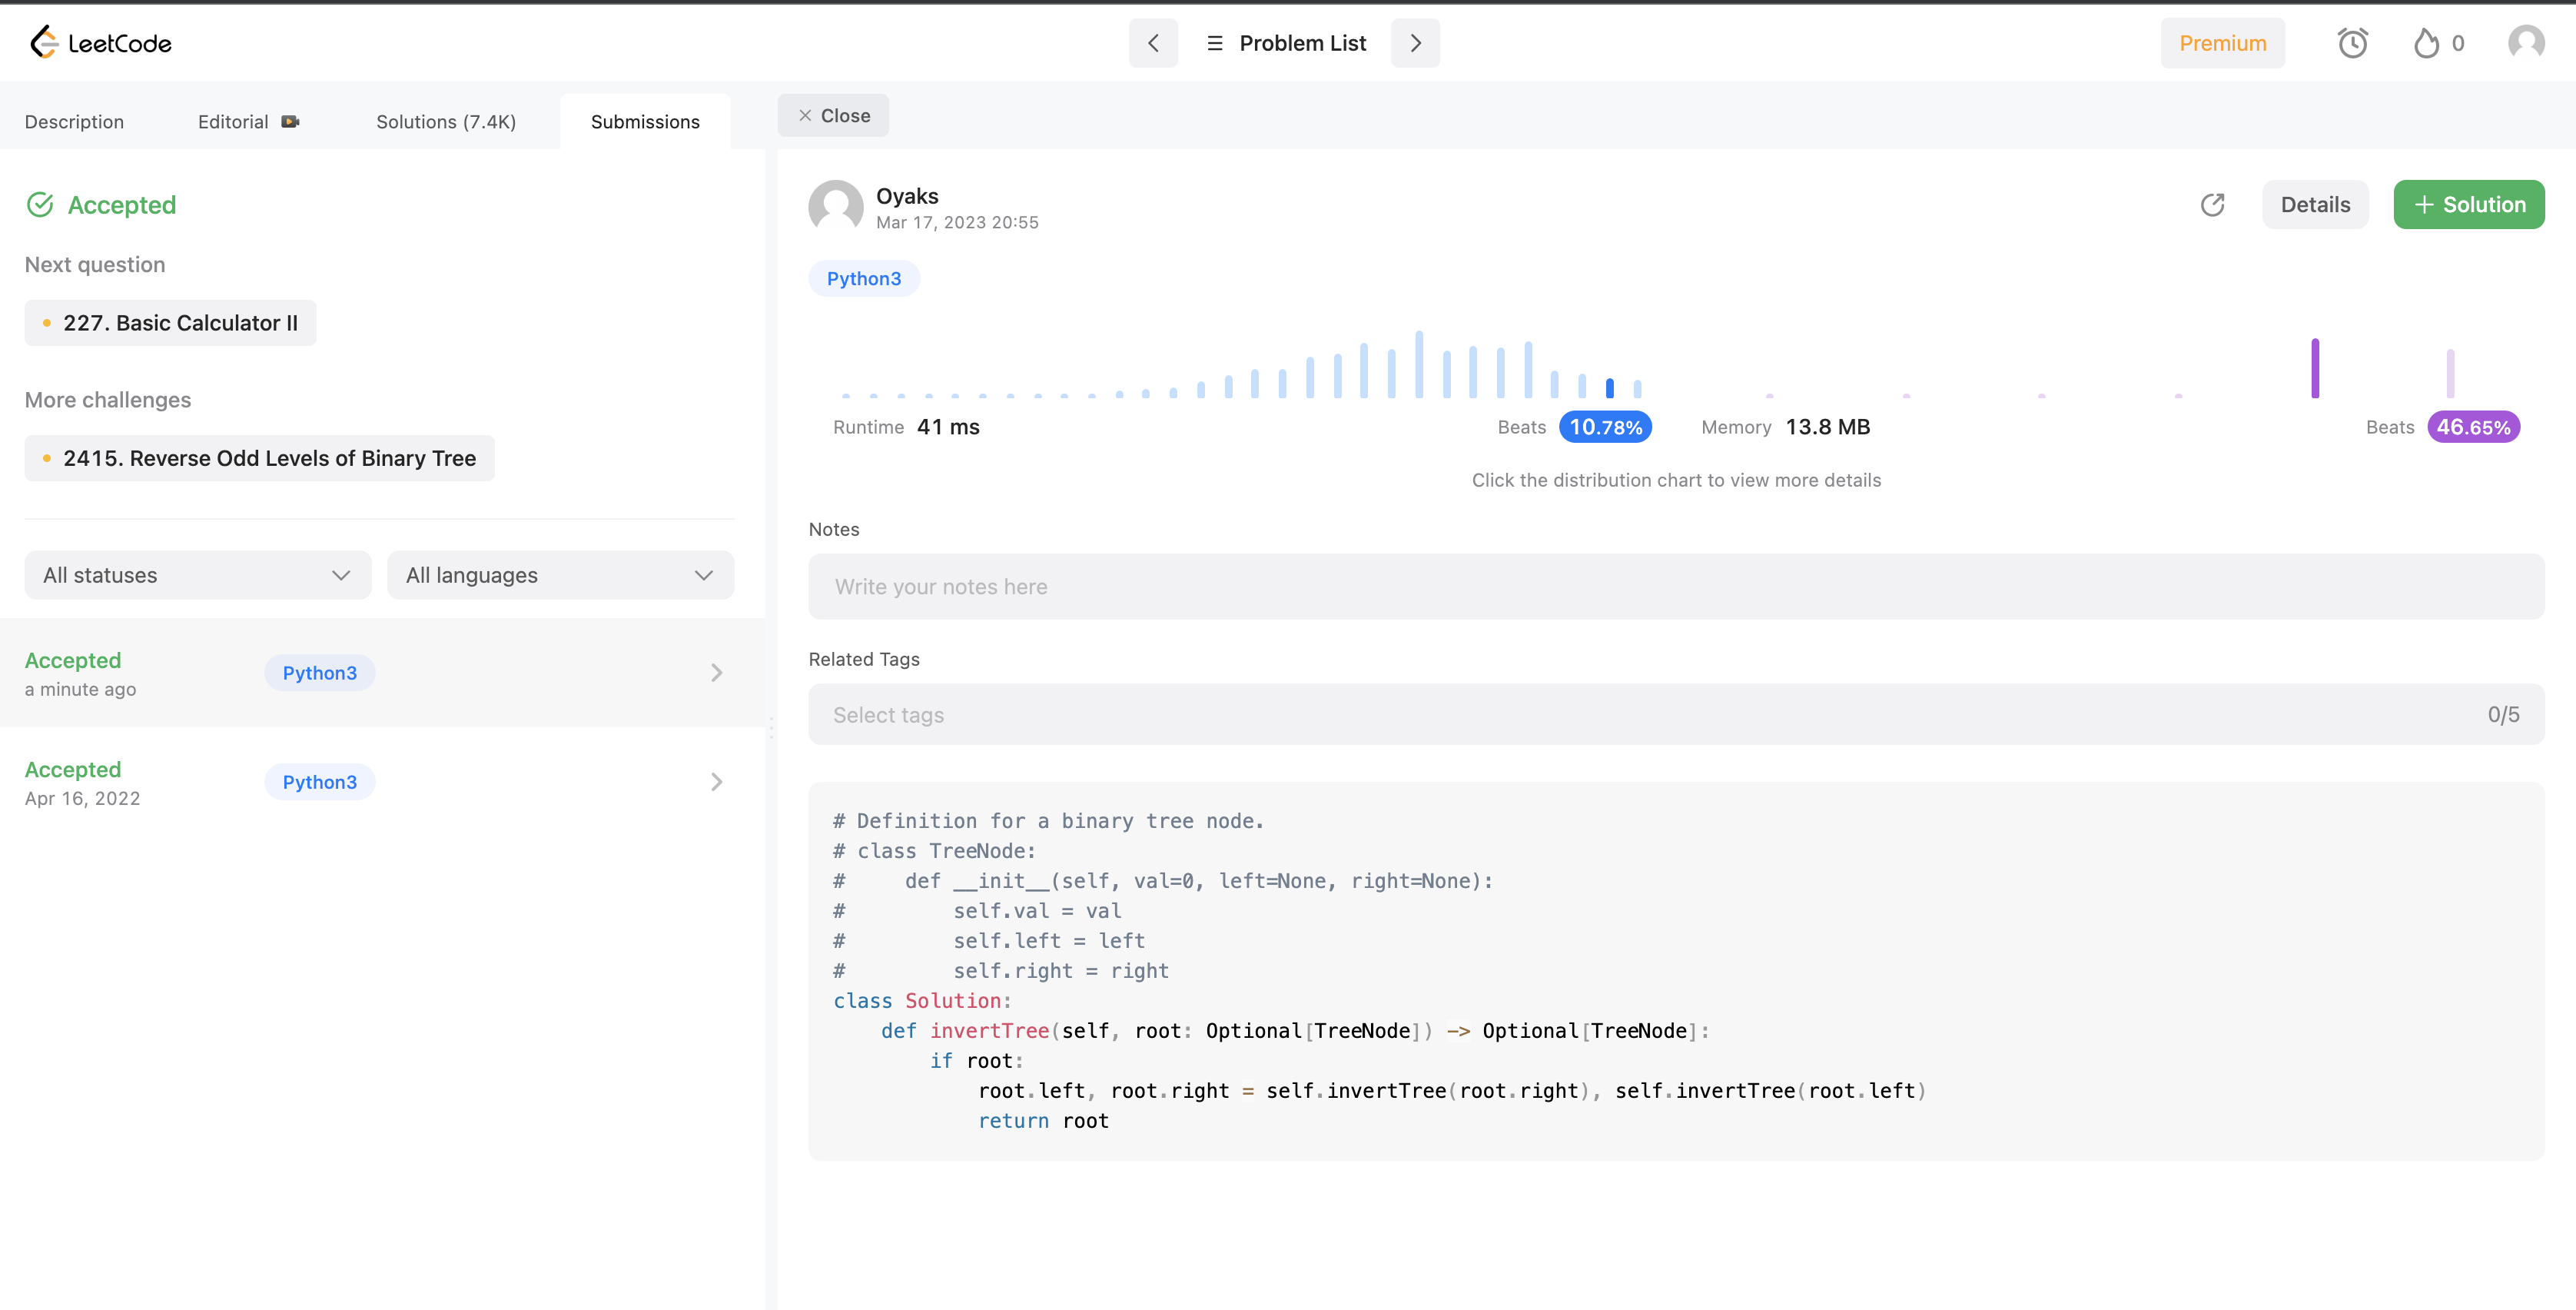 LeetCode
Problem List
Premium
0
Description
Editorial
Solutions (7.4K)
Submissions
Close
Accepted
Next question
227. Basic Calculator II
More challenges
2415. Reverse Odd Levels of Binary Tree
All statuses
All languages
Accepted
a minute ago
Python3
Accepted
Apr 16, 2022
Python3
Oyaks
Mar 17, 2023 20:55
Details
+ Solution
Python3
Runtime 41 ms
Beats 10.78%
Memory 13.8 MB
Beats 46.65%
Click the distribution chart to view more details
Notes
Write your notes here
Related Tags
Select tags
0/5
# Definition for a binary tree node.
# class TreeNode:
#     def __init__(self, val=0, left=None, right=None):
#         self.val = val
#         self.left = left
#         self.right = right
class Solution:
    def invertTree(self, root: Optional[TreeNode]) -> Optional[TreeNode]:
        if root:
            root.left, root.right = self.invertTree(root.right), self.invertTree(root.left)
            return root